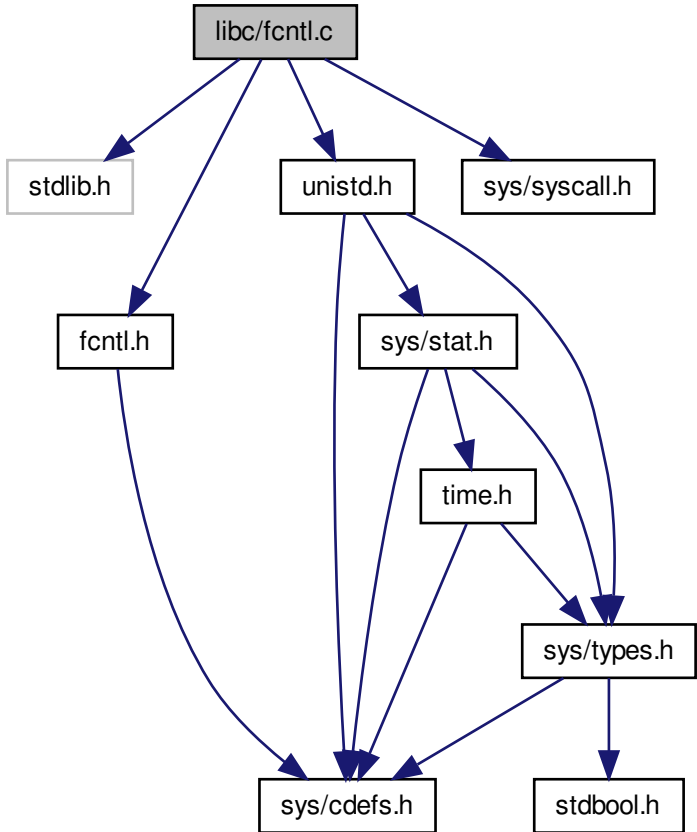 libc/fcntl.c
stdlib.h
unistd.h
sys/syscall.h
fcntl.h
sys/stat.h
time.h
sys/types.h
sys/cdefs.h
stdbool.h